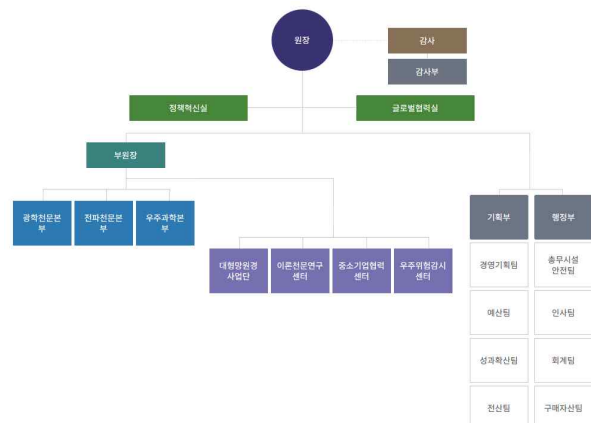 원장
감사
감사부
정책혁신실
글로벌협력실
부원장
광학천문본
부
전파천문본
부
우주과학본
부
대형망원경
사업단
이론천문연구
센터
중소기업협력
센터
우주위험감시
센터
기획부
행정부
경영기획팀
총무시설
안전팀
예산팀
인사팀
성과확산팀
회계팀
전산팀
구매자산팀